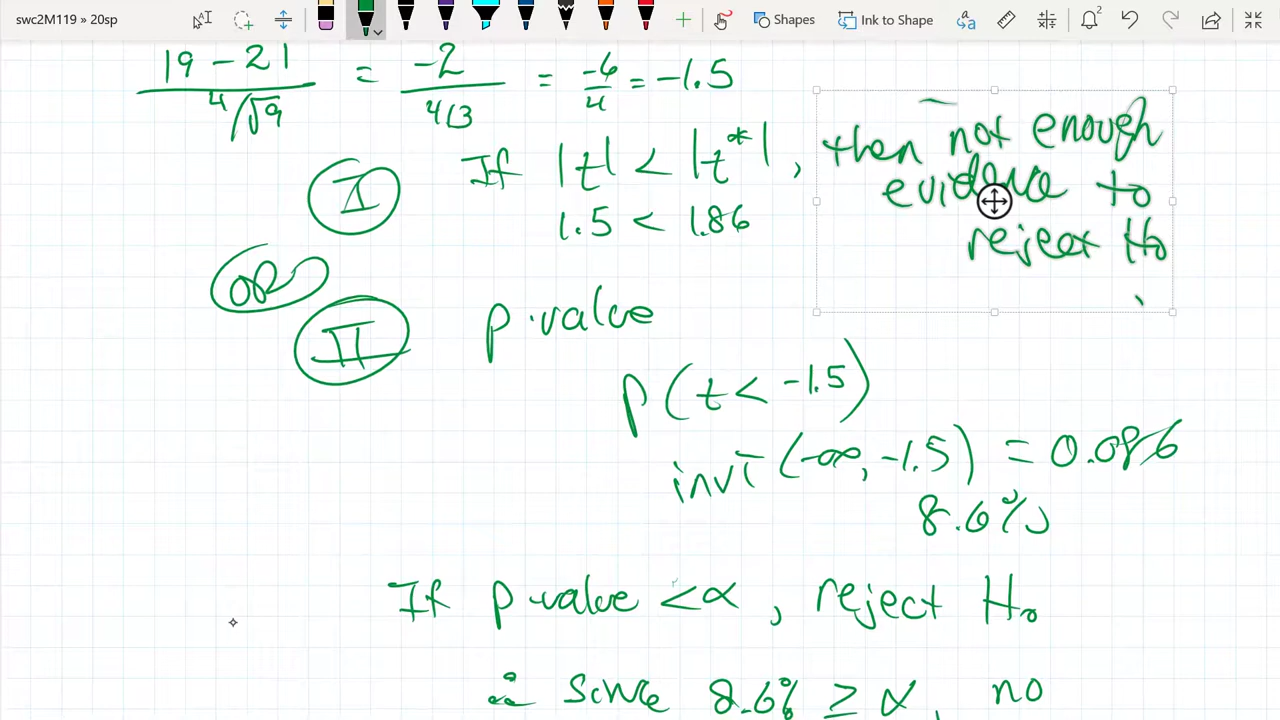 swc2M119 » 20sp
Shapes
Ink to Shape
19 - 21 / 4/√9 = -2 / 4/3 = -6/4 = -1.5
I
If |t| < |t*|, then not enough
evidence to
reject H₀
1.5 < 1.86
OR
II
p-value
P(t < -1.5)
invT(-∞, -1.5) = 0.086
8.6%
If p-value < α, reject H₀
∴ Since 8.6% ≥ α, no